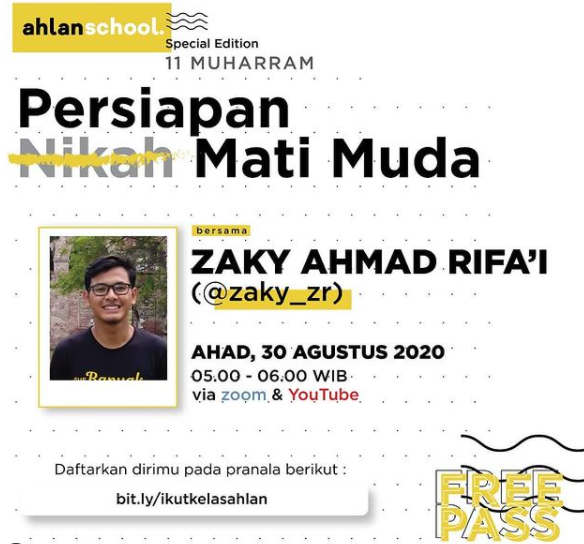 ahlanschool.
Special Edition
11 MUHARRAM
Persiapan
Nikah Mati Muda
bersama
ZAKY AHMAD RIFA'I
(@zaky_zr)
AHAD, 30 AGUSTUS 2020
05.00 - 06.00 WIB
via zoom & YouTube
Banyak
Daftarkan dirimu pada pranala berikut :
bit.ly/ikutkelasahlan
FREE
PASS